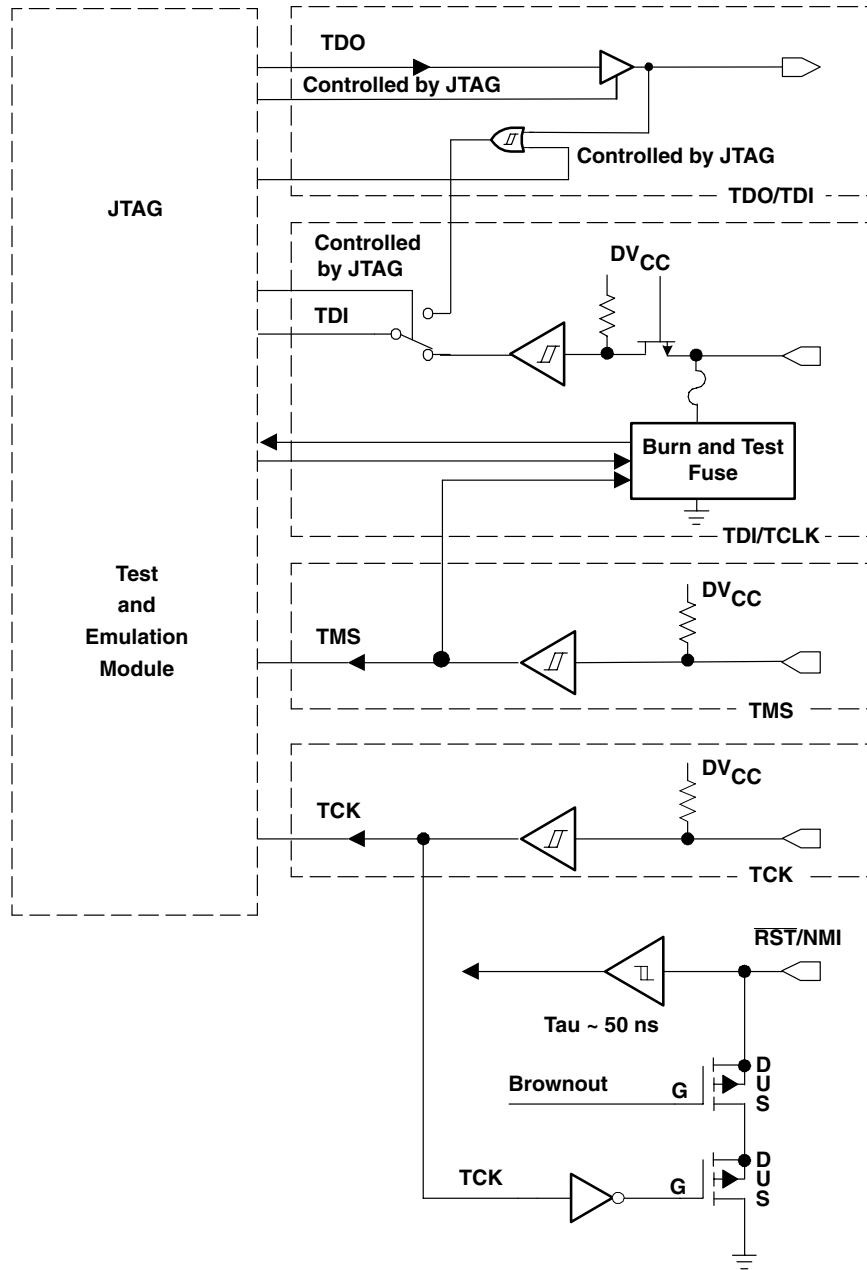 TDO
Controlled by JTAG
Controlled by JTAG
TDO/TDI
JTAG
Controlled
by JTAG
TDI
DVCC
Burn and Test
Fuse
TDI/TCLK
Test
and
Emulation
Module
TMS
DVCC
TMS
TCK
DVCC
TCK
RST/NMI
Tau ~ 50 ns
Brownout
G
D
U
S
TCK
G
D
U
S